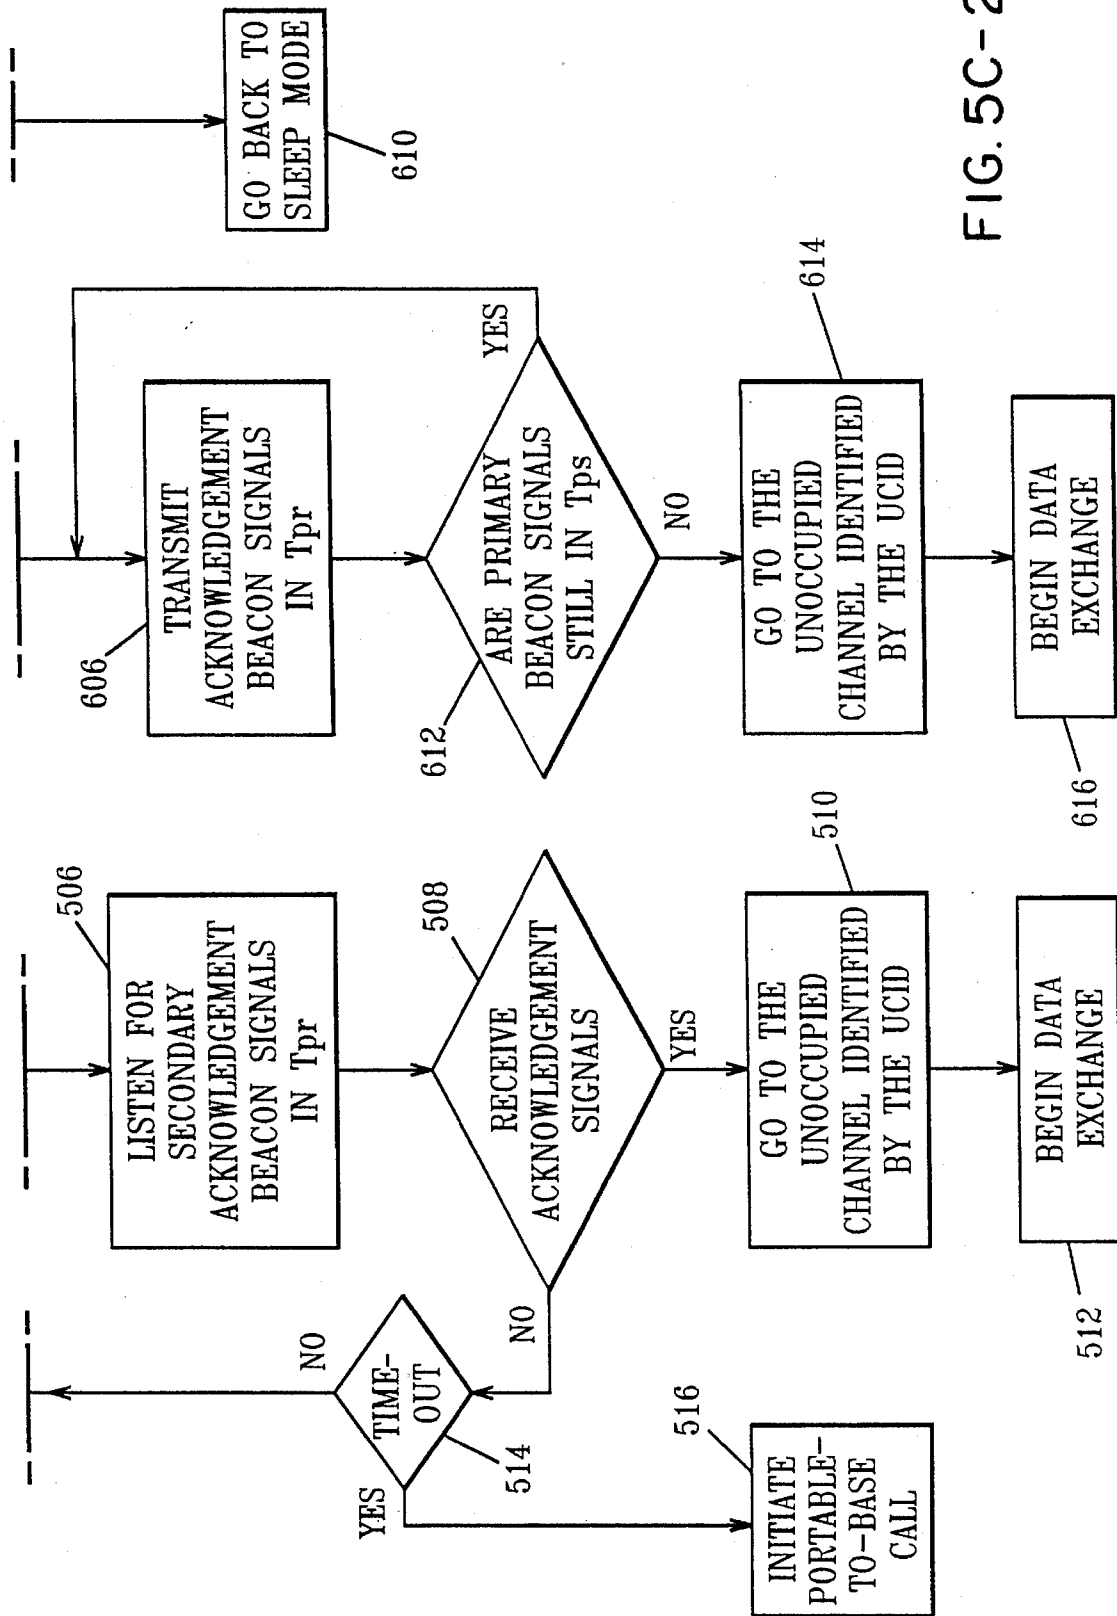 506
LISTEN FOR
SECONDARY
ACKNOWLEDGEMENT
BEACON SIGNALS
IN Tpr
508
RECEIVE
ACKNOWLEDGEMENT
SIGNALS
NO
YES
NO
TIME-
OUT
514
YES
516
INITIATE
PORTABLE-
TO-BASE
CALL
510
GO TO THE
UNOCCUPIED
CHANNEL IDENTIFIED
BY THE UCID
512
BEGIN DATA
EXCHANGE
606
TRANSMIT
ACKNOWLEDGEMENT
BEACON SIGNALS
IN Tpr
612
ARE PRIMARY
BEACON SIGNALS
STILL IN Tps
YES
NO
614
GO TO THE
UNOCCUPIED
CHANNEL IDENTIFIED
BY THE UCID
616
BEGIN DATA
EXCHANGE
GO BACK TO
SLEEP MODE
610
FIG. 5C-2